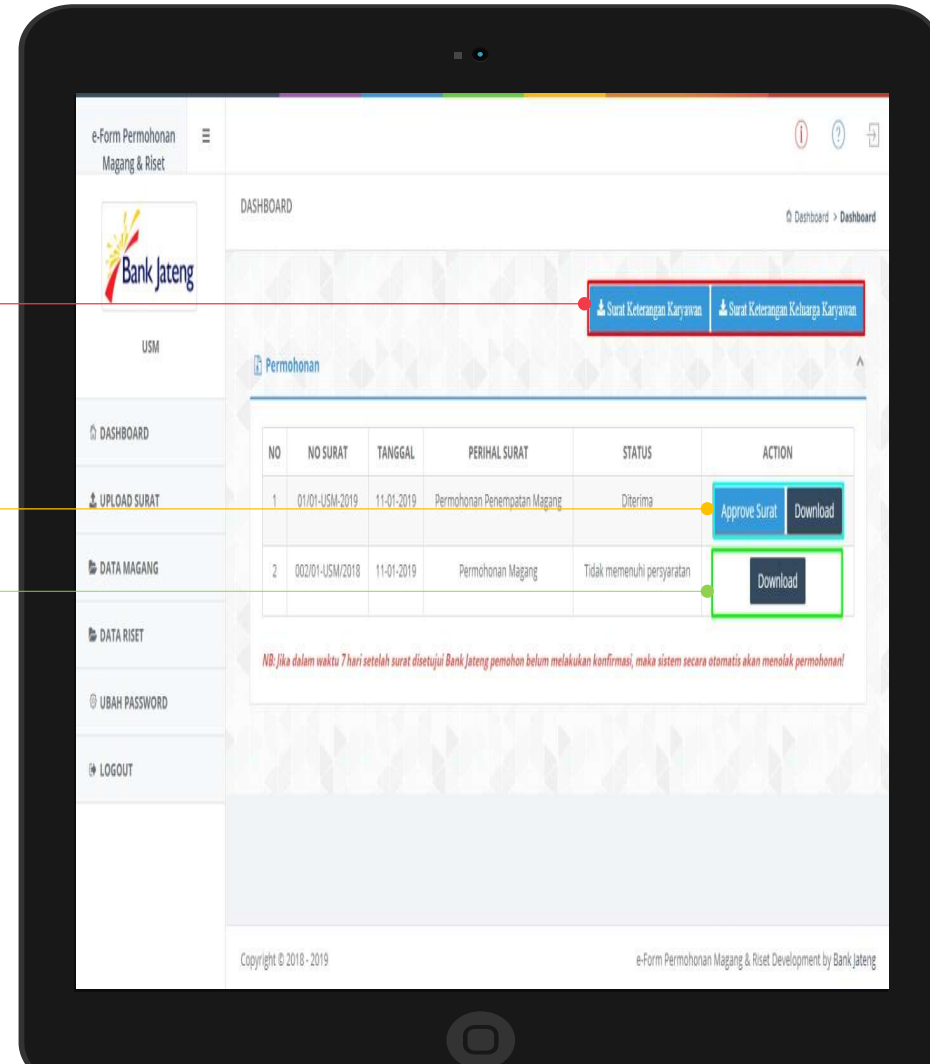 e-Form Permohonan
Magang & Riset
Bank Jateng
USM
DASHBOARD
UPLOAD SURAT
DATA MAGANG
DATA RISET
UBAH PASSWORD
LOGOUT
DASHBOARD
Dashboard > Dashboard
Surat Keterangan Karyawan
Surat Keterangan Keluarga Karyawan
Permohonan
NO NO SURAT TANGGAL PERIHAL SURAT STATUS ACTION
1 01/01-USM-2019 11-01-2019 Permohonan Penempatan Magang Diterima Approve Surat Download
2 002/01-USM/2018 11-01-2019 Permohonan Magang Tidak memenuhi persyaratan Download
NB: Jika dalam waktu 7 hari setelah surat disetujui Bank Jateng pemohon belum melakukan konfirmasi, maka sistem secara otomatis akan menolak permohonan!
Copyright © 2018 - 2019
e-Form Permohonan Magang & Riset Development by Bank Jateng